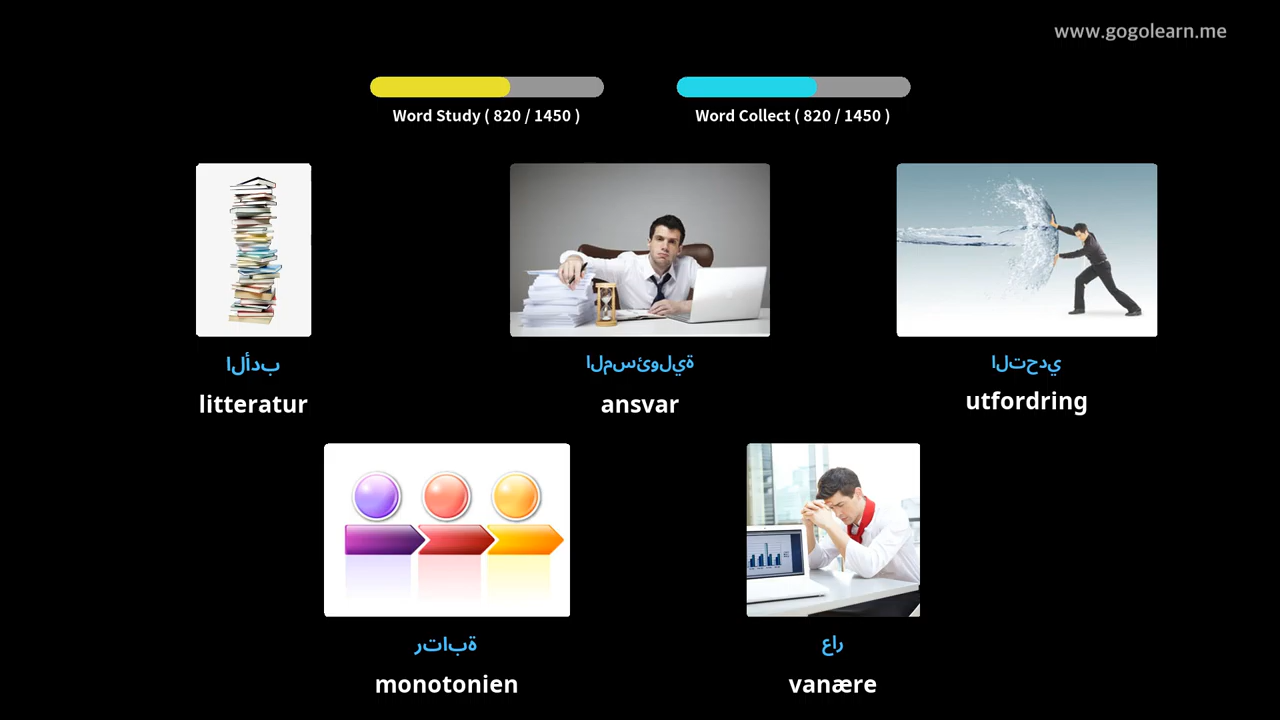 www.gogolearn.me
Word Study ( 820 / 1450 )
Word Collect ( 820 / 1450 )
الأدب
litteratur
المسئولية
ansvar
التحدي
utfordring
رتابة
monotonien
عار
vanære